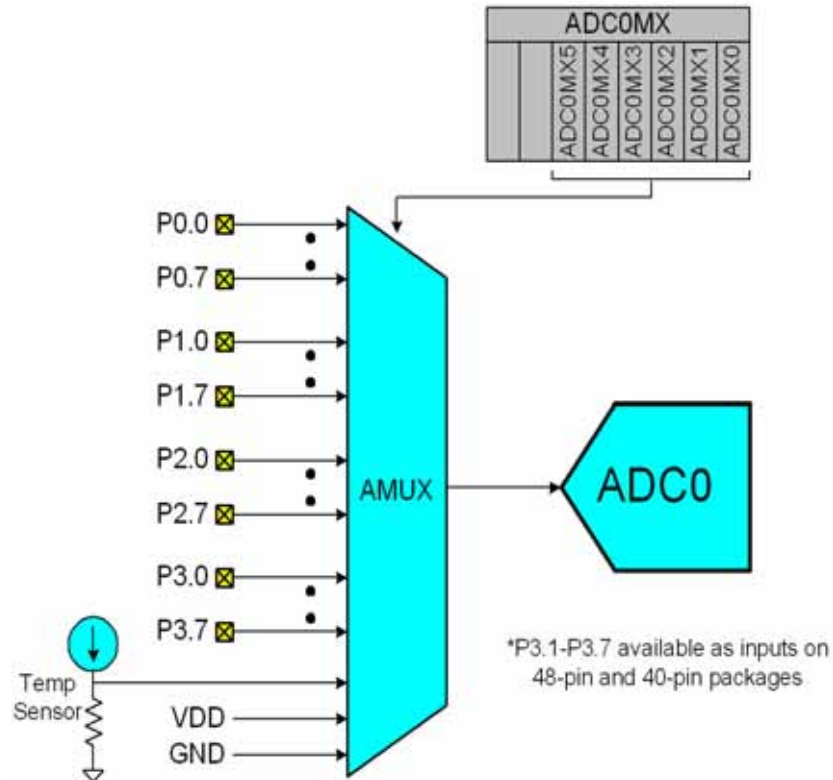 ADC0MX
ADC0MX5
ADC0MX4
ADC0MX3
ADC0MX2
ADC0MX1
ADC0MX0
P0.0
P0.7
P1.0
P1.7
P2.0
P2.7
P3.0
P3.7
AMUX
ADC0
*P3.1-P3.7 available as inputs on
48-pin and 40-pin packages
Temp
Sensor
VDD
GND